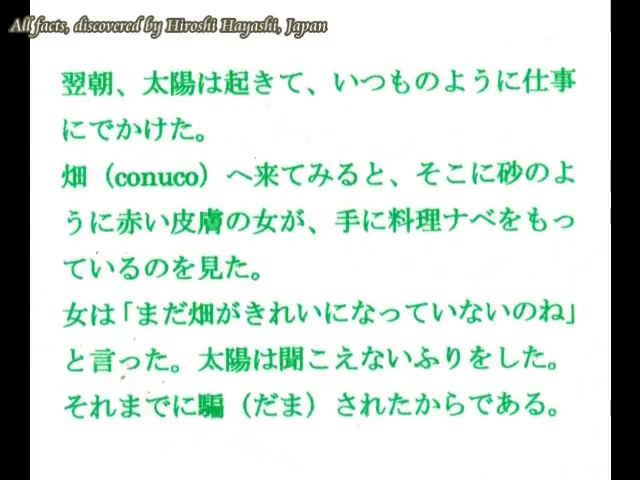 All facts, discovered by Hiroshi Hayashi, Japan
翌朝、太陽は起きて、いつものように仕事
にでかけた。
畑（conuco）へ来てみると、そこに砂のよ
うに赤い皮膚の女が、手に料理ナベをもっ
ているのを見た。
女は「まだ畑がきれいになっていないのね」
と言った。太陽は聞こえないふりをした。
それまでに騙（だま）されたからである。